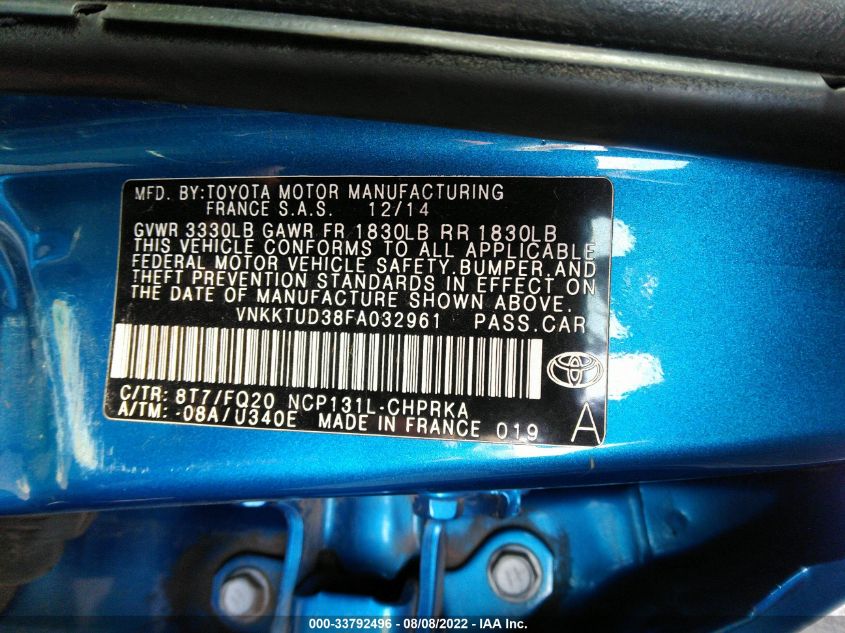 MFD. BY:TOYOTA MOTOR MANUFACTURING
FRANCE S.A.S. 12/14
GVWR 3330LB GAWR FR 1830LB RR 1830LB
THIS VEHICLE CONFORMS TO ALL APPLICABLE
FEDERAL MOTOR VEHICLE SAFETY,BUMPER,AND
THEFT PREVENTION STANDARDS IN EFFECT ON
THE DATE OF MANUFACTURE SHOWN ABOVE.
VNKKTUD38FA032961 PASS.CAR
C/TR: 8T7/FQ20 NCP131L-CHPRKA
A/TM: -08A/U340E MADE IN FRANCE 019 A
000-33792496 - 08/08/2022 - IAA Inc.